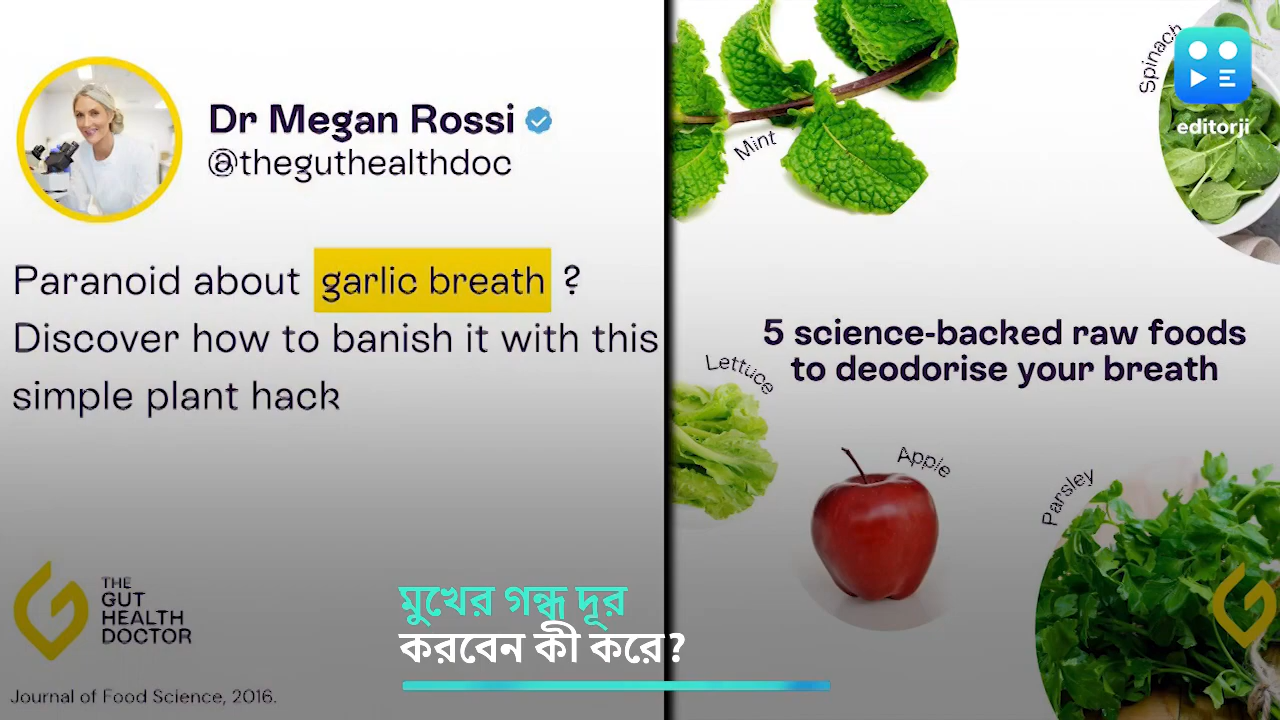 Dr Megan Rossi
@theguthealthdoc
Paranoid about garlic breath ?
Discover how to banish it with this
simple plant hack
THE
GUT
HEALTH
DOCTOR
Journal of Food Science, 2016.
Mint
Spinach
editorji
5 science-backed raw foods
to deodorise your breath
Lettuce
Apple
Parsley
মুখের গন্ধ দূর
করবেন কী করে?